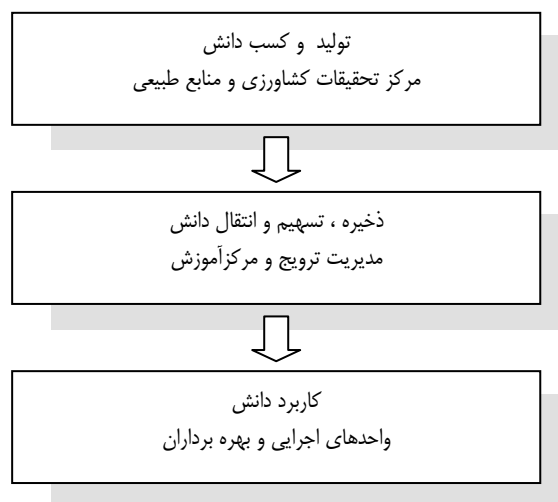 تولید و کسب دانش
مرکز تحقیقات کشاورزی و منابع طبیعی
ذخیره ، تسهیم و انتقال دانش
مدیریت ترویج و مرکزآموزش
کاربرد دانش
واحدهای اجرایی و بهره برداران